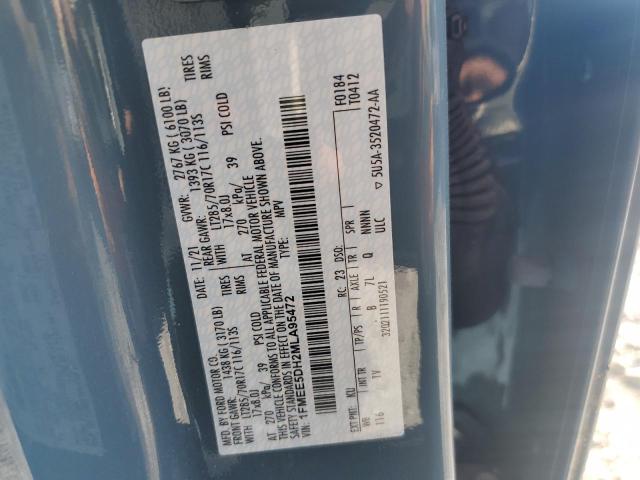 MFD. BY FORD MOTOR CO.
DATE: 11/21 GVWR: 2767 KG ( 6100 LB)
FRONT GAWR: 1438 KG ( 3170 LB) REAR GAWR: 1393 KG ( 3070 LB)
LT285/70R17C 116/113S TIRES WITH LT285/70R17C 116/113S TIRES
17x8.0J RIMS 17x8.0J RIMS
AT 270 kPa/ 39 PSI COLD AT 270 kPa/ 39 PSI COLD
THIS VEHICLE CONFORMS TO ALL APPLICABLE FEDERAL MOTOR VEHICLE
SAFETY STANDARDS IN EFFECT ON THE DATE OF MANUFACTURE SHOWN ABOVE.
VIN: 1FMEE5DH2MLA95472 TYPE: MPV
F0184
EXT PNT: KU RC: 23 DSO: T0412
WB INT TR TP/PS R AXLE TR SPR
116 TV B 7L Q NNNN
3202111190521 ULC ▽ 5U5A-3520472-AA